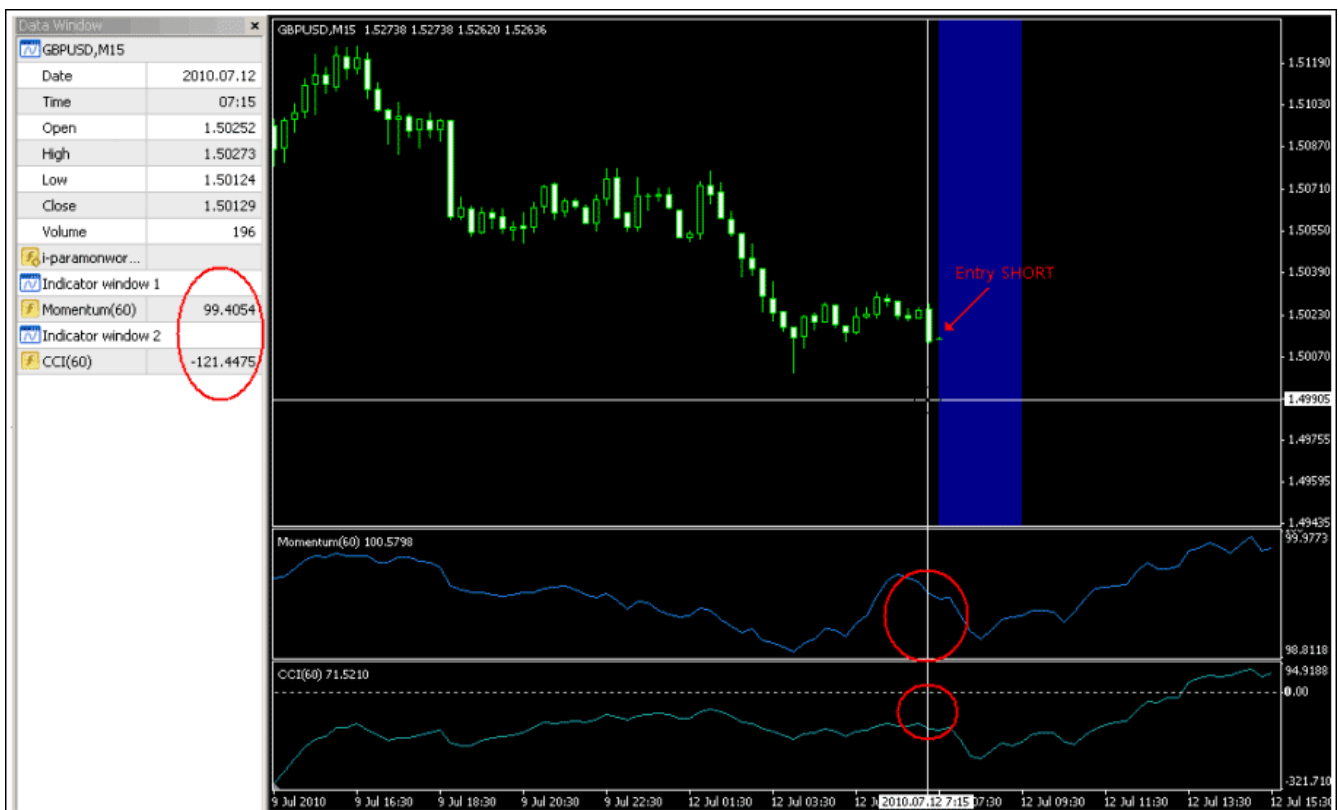 Data Window
GBPUSD,M15
Date 2010.07.12
Time 07:15
Open 1.50252
High 1.50273
Low 1.50124
Close 1.50129
Volume 196
i-paramonwor...
Indicator window 1
Momentum(60) 99.4054
Indicator window 2
CCI(60) -121.4475
GBPUSD,M15 1.52738 1.52738 1.52620 1.52636
Entry SHORT
1.51190
1.51030
1.50870
1.50710
1.50550
1.50390
1.50230
1.50070
1.49905
1.49755
1.49595
1.49435
Momentum(60) 100.5798
99.9773
98.8118
CCI(60) 71.5210
94.9188
0.00
-321.710
9 Jul 2010 9 Jul 16:30 9 Jul 18:30 9 Jul 20:30 9 Jul 22:30 12 Jul 01:30 12 Jul 03:30 12 J 2010.07.12 7:15 07:30 12 Jul 09:30 12 Jul 11:30 12 Jul 13:30 12 Jul 15:30